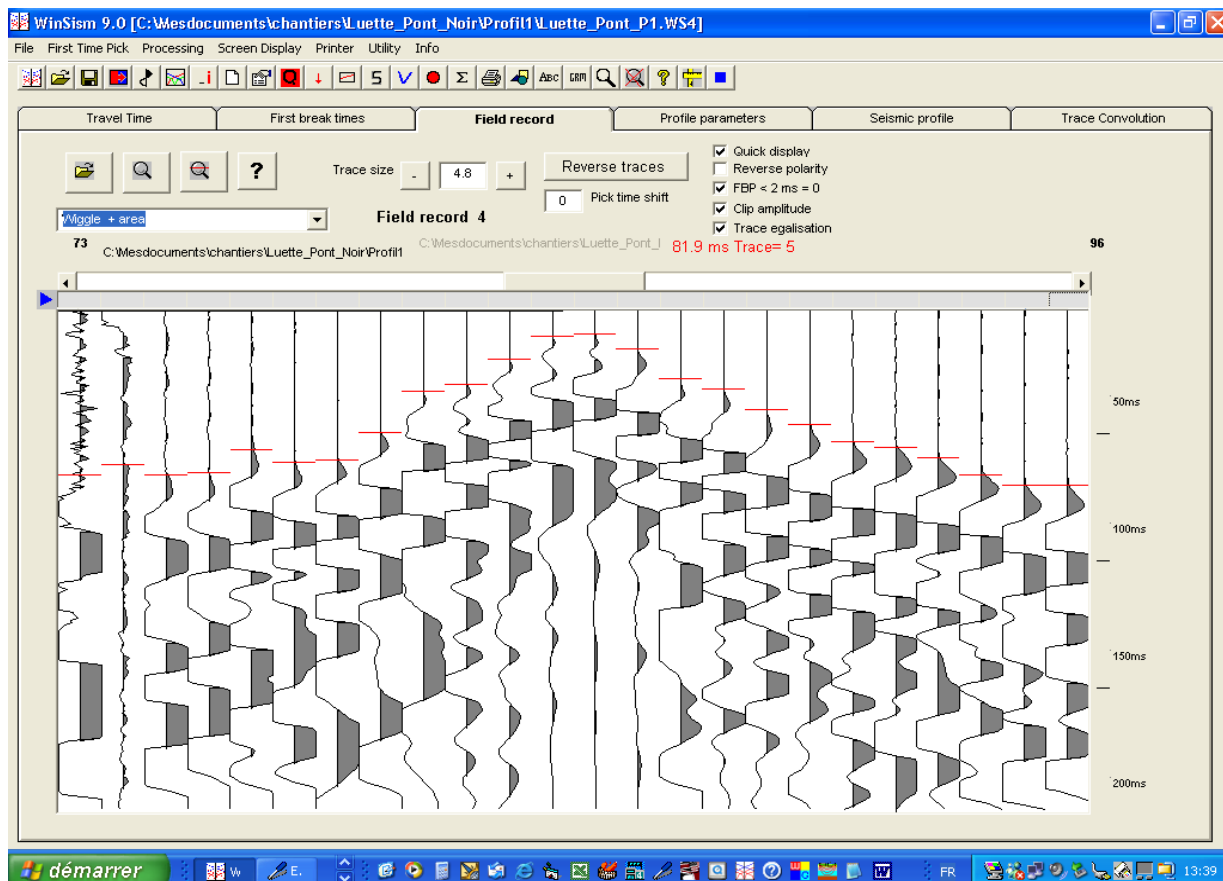 WinSism 9.0 [C:\Mesdocuments\chantiers\Luette_Pont_Noir\Profil1\Luette_Pont_P1.WS4]
File First Time Pick Processing Screen Display Printer Utility Info
i Q S V Σ ABC GRM ?
Travel Time First break times Field record Profile parameters Seismic profile Trace Convolution
? Trace size - 4.8 + Reverse traces
Quick display
Reverse polarity
0 Pick time shift
FBP < 2 ms = 0
Clip amplitude
Trace egalisation
Wiggle + area Field record 4
73 C:\Mesdocuments\chantiers\Luette_Pont_Noir\Profil1 C:\Mesdocuments\chantiers\Luette_Pont_ 81.9 ms Trace= 5 96
50ms
100ms
150ms
200ms
démarrer W E. FR 13:39